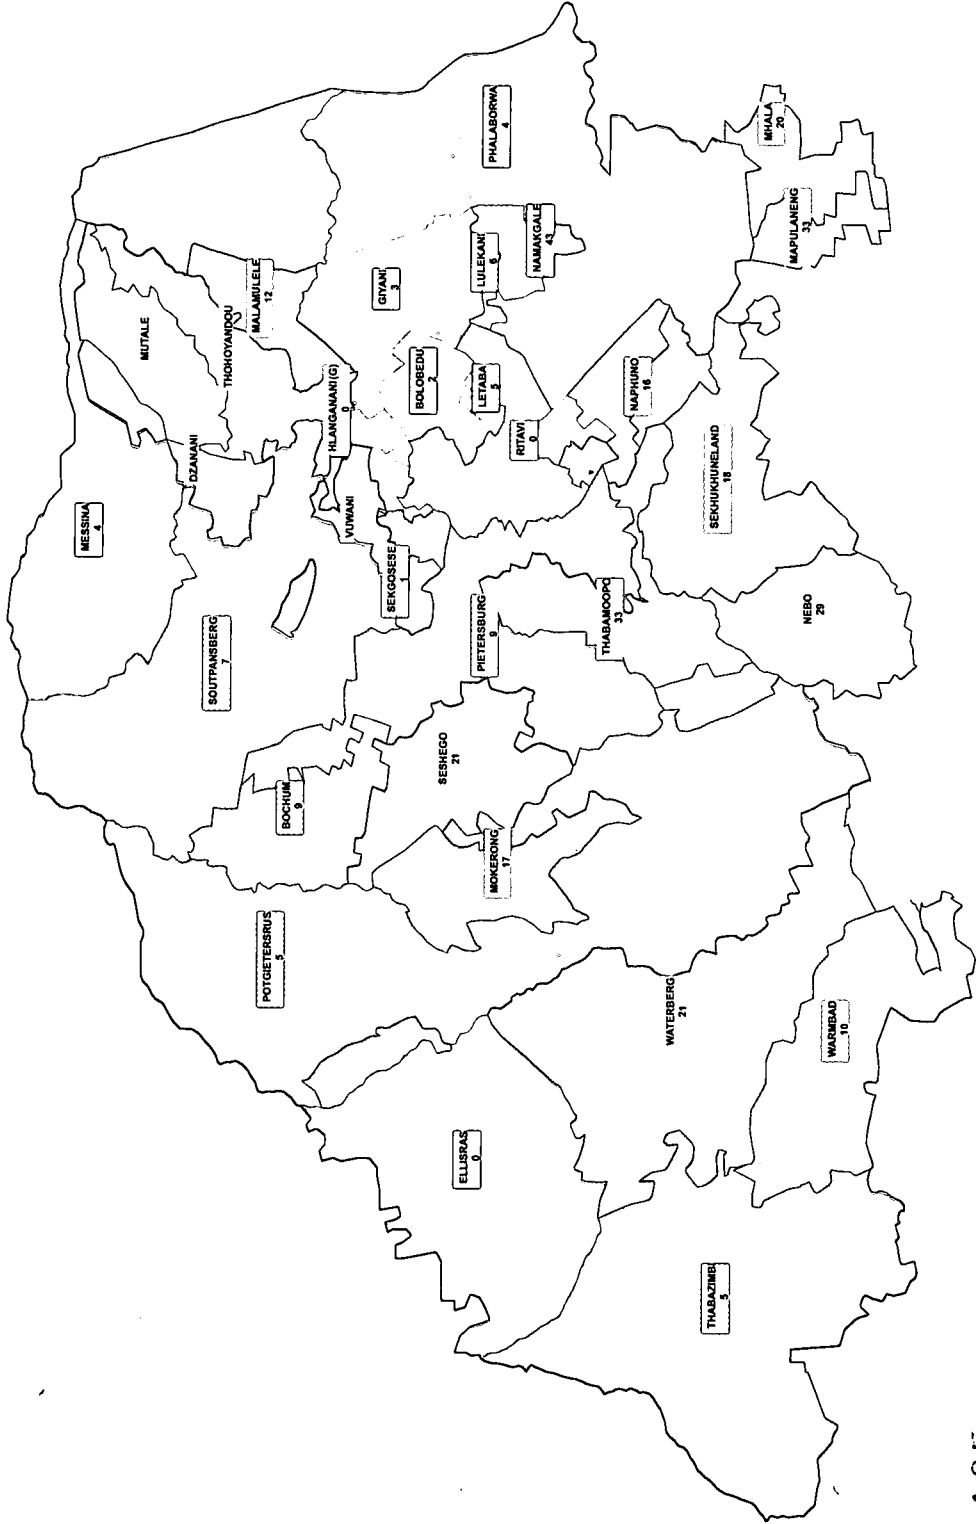 MESSINA
4
MUTALE
DZANANI
SOUTPANSBERG
7
THOHOYANDOU
MALAMULELE
12
POTGIETERSRUS
5
BOCHUM
9
HLANGANANI(G)
0
VUWANI
GIYANI
3
SEKGOSESE
1
BOLOBEDU
2
SESHEGO
21
ELLISRAS
0
PIETERSBURG
9
LETABA
5
LULEKANI
6
PHALABORWA
4
MOKERONG
17
RITAVI
0
NAMAKGALE
43
THABAMOOPO
33
NAPHUNO
16
WATERBERG
21
THABAZIMBI
5
SEKHUKHUNELAND
18
MHALA
20
MAPULANENG
33
NEBO
29
WARMBAD
10